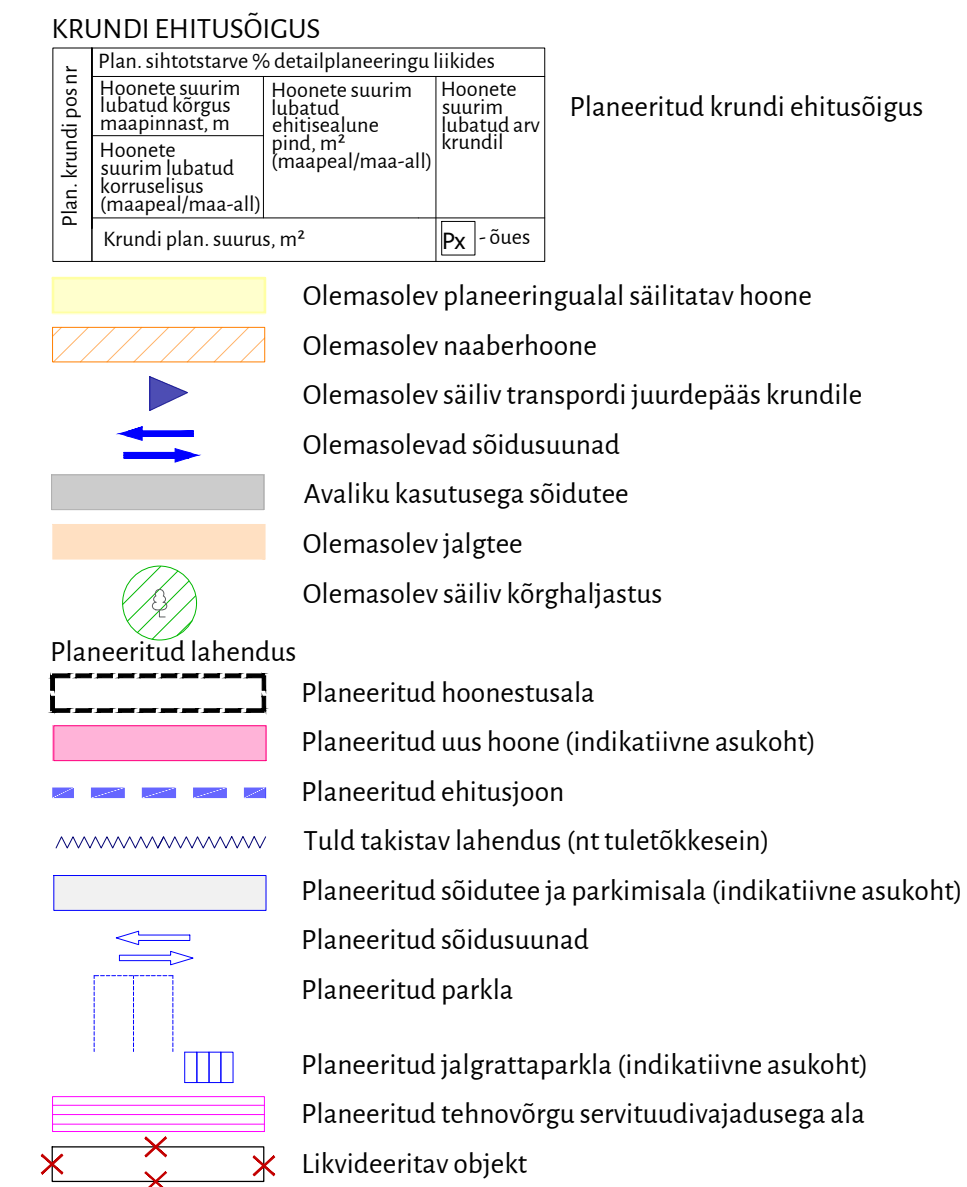 KRUNDI EHITUSÕIGUS
Plan. krundi pos nr
Plan. sihtotstarve % detailplaneeringu liikides
Hoonete suurim
lubatud kõrgus
maapinnast, m
Hoonete
suurim lubatud
korruselisus
(maapeal/maa-all)
Hoonete suurim
lubatud
ehitisealune
pind, m²
(maapeal/maa-all)
Hoonete
suurim
lubatud arv
krundil
Krundi plan. suurus, m²
Px - õues
Planeeritud krundi ehitusõigus
Olemasolev planeeringualal säilitatav hoone
Olemasolev naaberhoone
Olemasolev säiliv transpordi juurdepääs krundile
Olemasolevad sõidusuunad
Avaliku kasutusega sõidutee
Olemasolev jalgtee
Olemasolev säiliv kõrghaljastus
Planeeritud lahendus
Planeeritud hoonestusala
Planeeritud uus hoone (indikatiivne asukoht)
Planeeritud ehitusjoon
Tuld takistav lahendus (nt tuletõkkesein)
Planeeritud sõidutee ja parkimisala (indikatiivne asukoht)
Planeeritud sõidusuunad
Planeeritud parkla
Planeeritud jalgrattaparkla (indikatiivne asukoht)
Planeeritud tehnovõrgu servituudivajadusega ala
Likvideeritav objekt